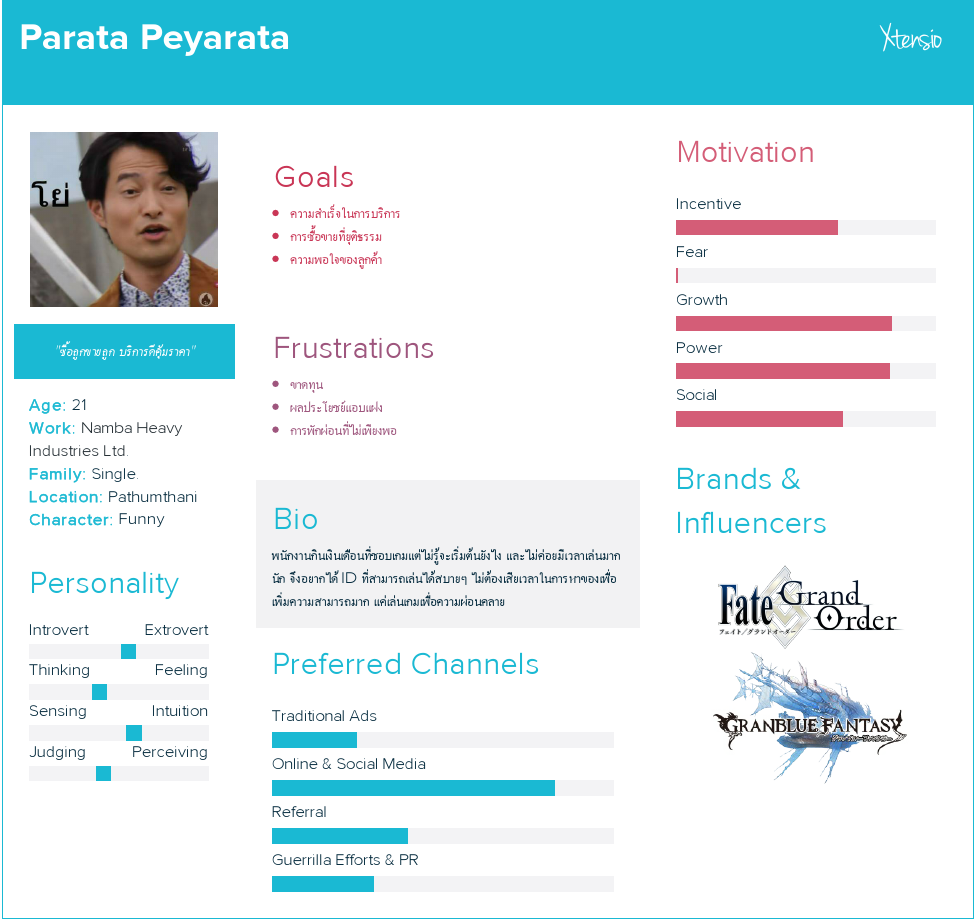 Parata Peyarata
Xtensio
โย่
"ซื้อถูกขายถูก บริการดีคุ้มราคา"
Age: 21
Work: Namba Heavy
Industries Ltd.
Family: Single.
Location: Pathumthani
Character: Funny
Personality
Introvert Extrovert
Thinking Feeling
Sensing Intuition
Judging Perceiving
Goals
ความสำเร็จในการบริการ
การซื้อขายที่ยุติธรรม
ความพอใจของลูกค้า
Frustrations
ขาดทุน
ผลประโยชย์แอบแฝง
การพักผ่อนที่ไม่เพียงพอ
Bio
พนักงานกินเงินเดือนที่ชอบเกมแต่ไม่รู้จะเริ่มต้นยังไง และไม่ค่อยมีเวลาเล่นมาก
นัก จึงอยากได้ ID ที่สามารถเล่นได้สบายๆ ไม่ต้องเสียเวลาในการหาของเพื่อ
เพิ่มความสามารถมาก แค่เล่นเกมเพื่อความผ่อนคลาย
Preferred Channels
Traditional Ads
Online & Social Media
Referral
Guerrilla Efforts & PR
Motivation
Incentive
Fear
Growth
Power
Social
Brands &
Influencers
Fate Grand
Order
フェイト/グランドオーダー
GRANBLUE FANTASY